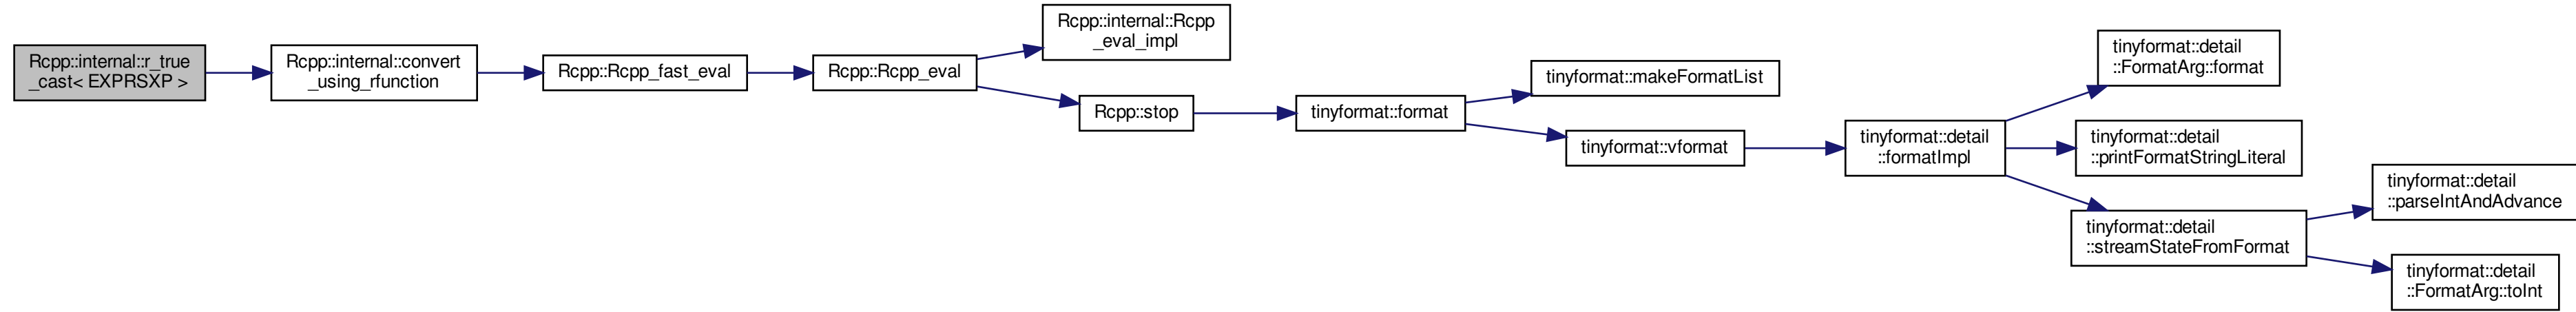 Rcpp::internal::r_true
_cast< EXPRSXP >
Rcpp::internal::convert
_using_rfunction
Rcpp::Rcpp_fast_eval
Rcpp::Rcpp_eval
Rcpp::internal::Rcpp
_eval_impl
Rcpp::stop
tinyformat::format
tinyformat::makeFormatList
tinyformat::vformat
tinyformat::detail
::formatImpl
tinyformat::detail
::FormatArg::format
tinyformat::detail
::printFormatStringLiteral
tinyformat::detail
::streamStateFromFormat
tinyformat::detail
::parseIntAndAdvance
tinyformat::detail
::FormatArg::toInt